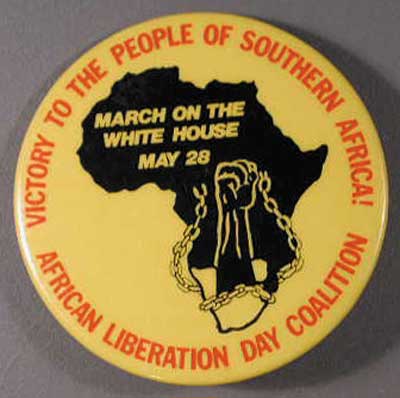 VICTORY TO THE PEOPLE OF SOUTHERN AFRICA!
MARCH ON THE
WHITE HOUSE
MAY 28
AFRICAN LIBERATION DAY COALITION